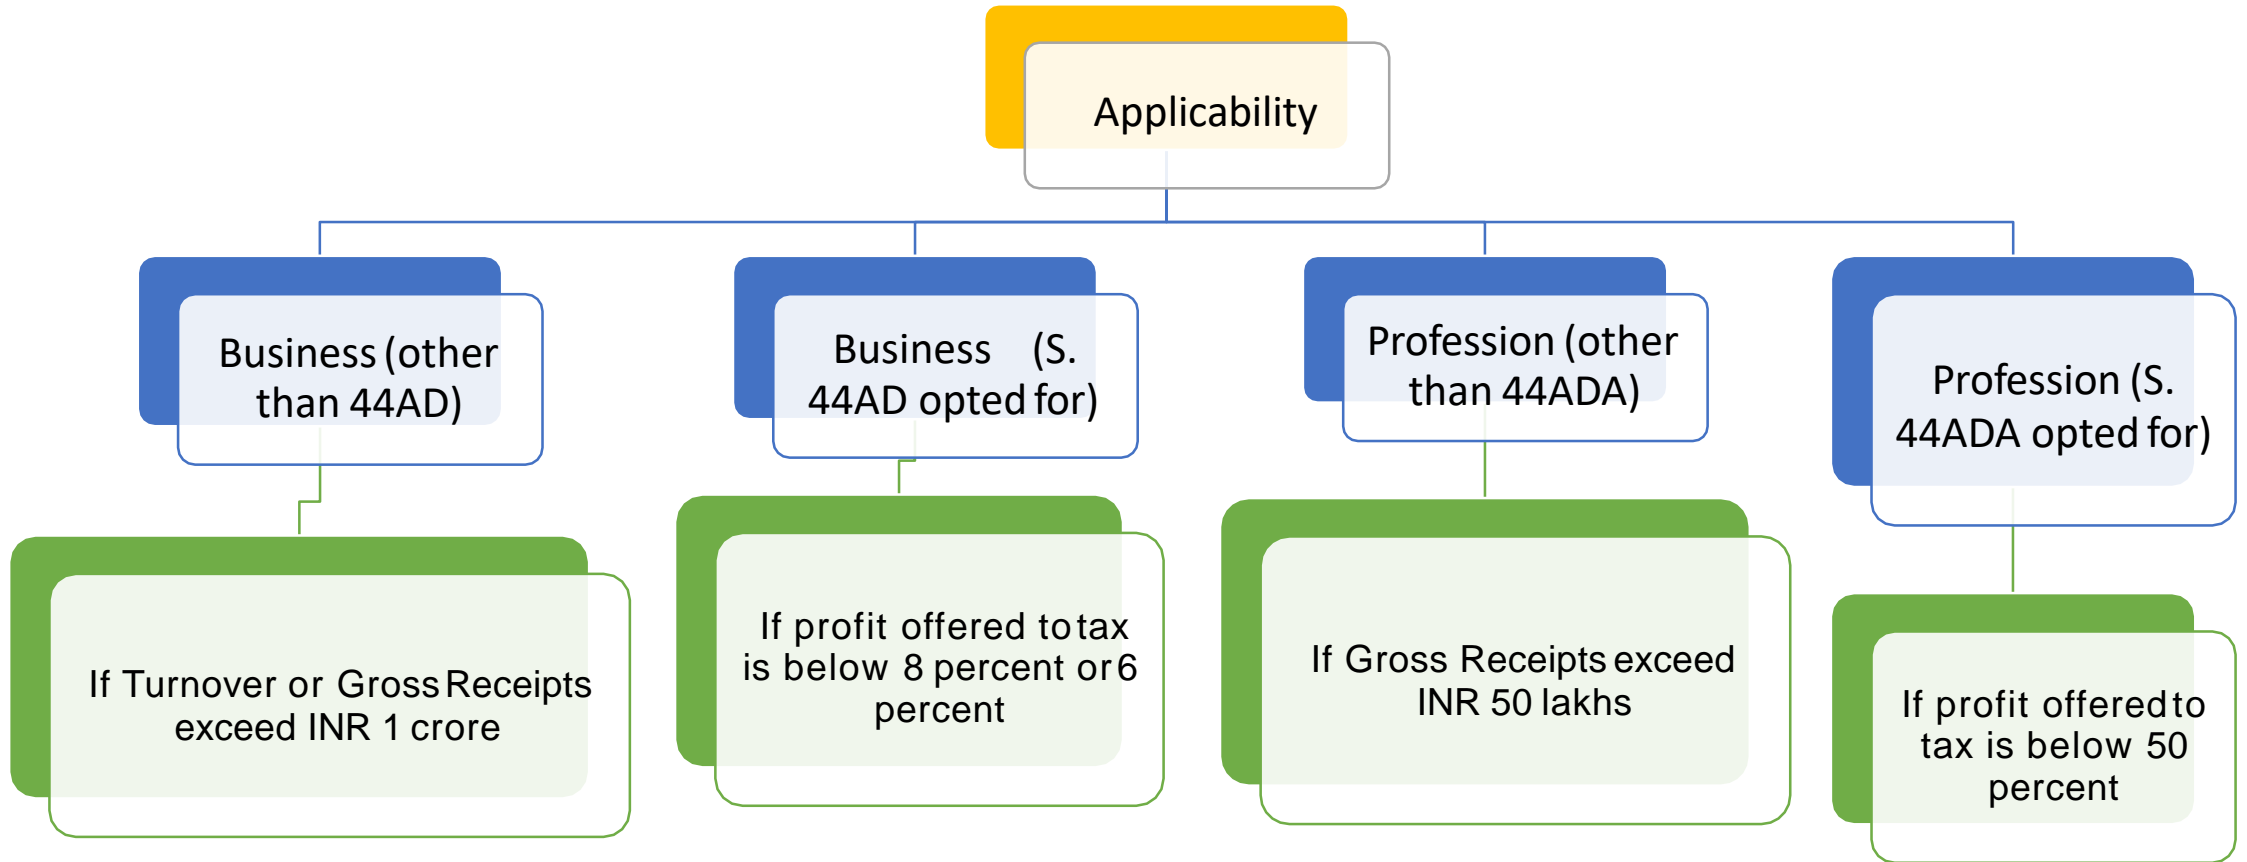 Applicability
Business (other
than 44AD)
Business (S.
44AD opted for)
Profession (other
than 44ADA)
Profession (S.
44ADA opted for)
If Turnover or Gross Receipts
exceed INR 1 crore
If profit offered to tax
is below 8 percent or 6
percent
If Gross Receipts exceed
INR 50 lakhs
If profit offered to
tax is below 50
percent